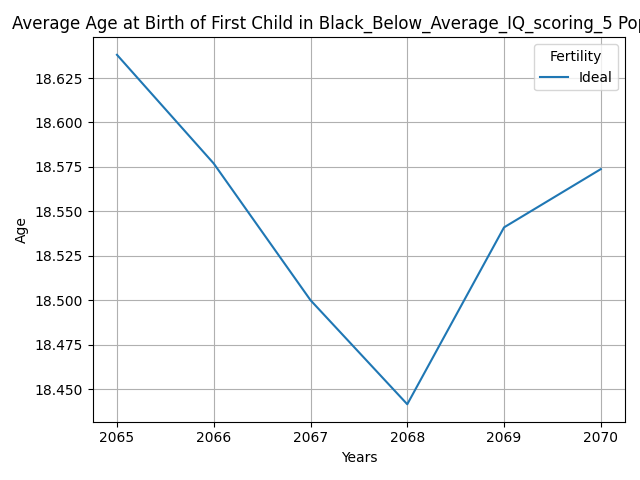 Average Age at Birth of First Child in Black_Below_Average_IQ_scoring_5 Po
Fertility
Ideal
18.625
18.600
18.575
18.550
18.525
18.500
18.475
18.450
Age
2065 2066 2067 2068 2069 2070
Years